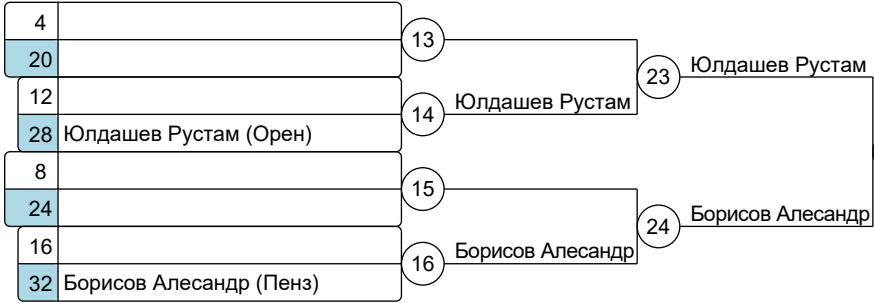 4
13
20
23 Юлдашев Рустам
12
14 Юлдашев Рустам
28 Юлдашев Рустам (Орен)
8
15
24
24 Борисов Алесандр
16
16 Борисов Алесандр
32 Борисов Алесандр (Пенз)